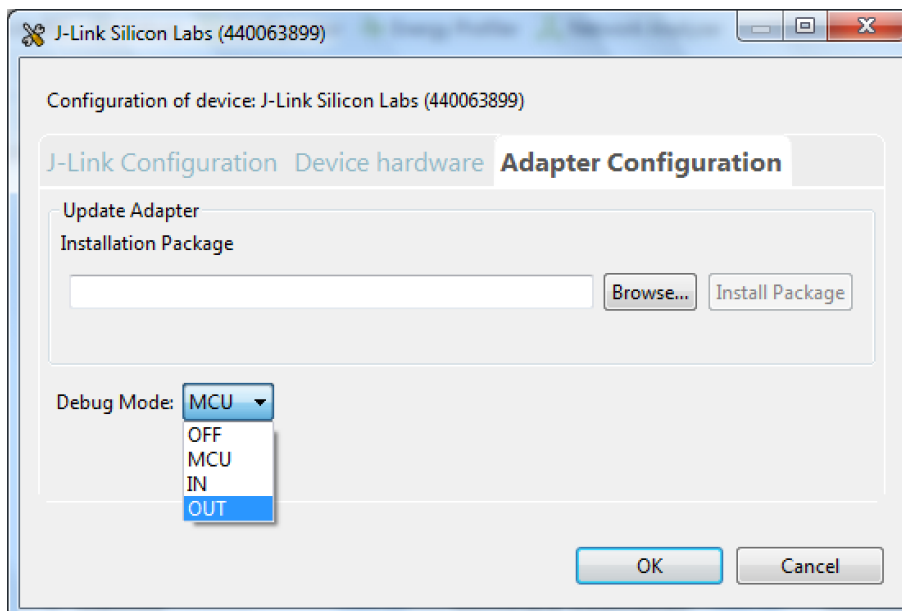 J-Link Silicon Labs (440063899)
Configuration of device: J-Link Silicon Labs (440063899)
J-Link Configuration Device hardware Adapter Configuration
Update Adapter
Installation Package
Browse... Install Package
Debug Mode: MCU
OFF
MCU
IN
OUT
OK Cancel